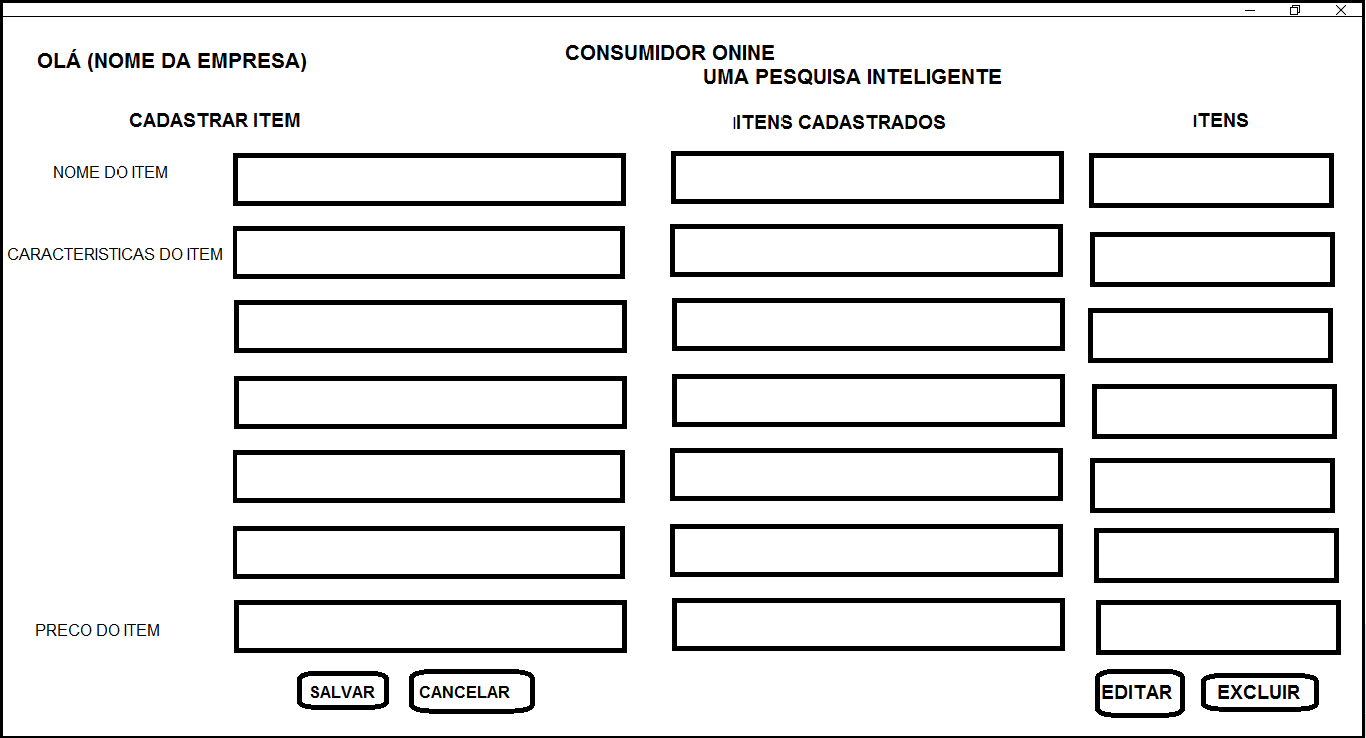 OLÁ (NOME DA EMPRESA)
CONSUMIDOR ONINE
UMA PESQUISA INTELIGENTE
CADASTRAR ITEM
ITENS CADASTRADOS
ITENS
NOME DO ITEM
CARACTERISTICAS DO ITEM
PRECO DO ITEM
SALVAR
CANCELAR
EDITAR
EXCLUIR